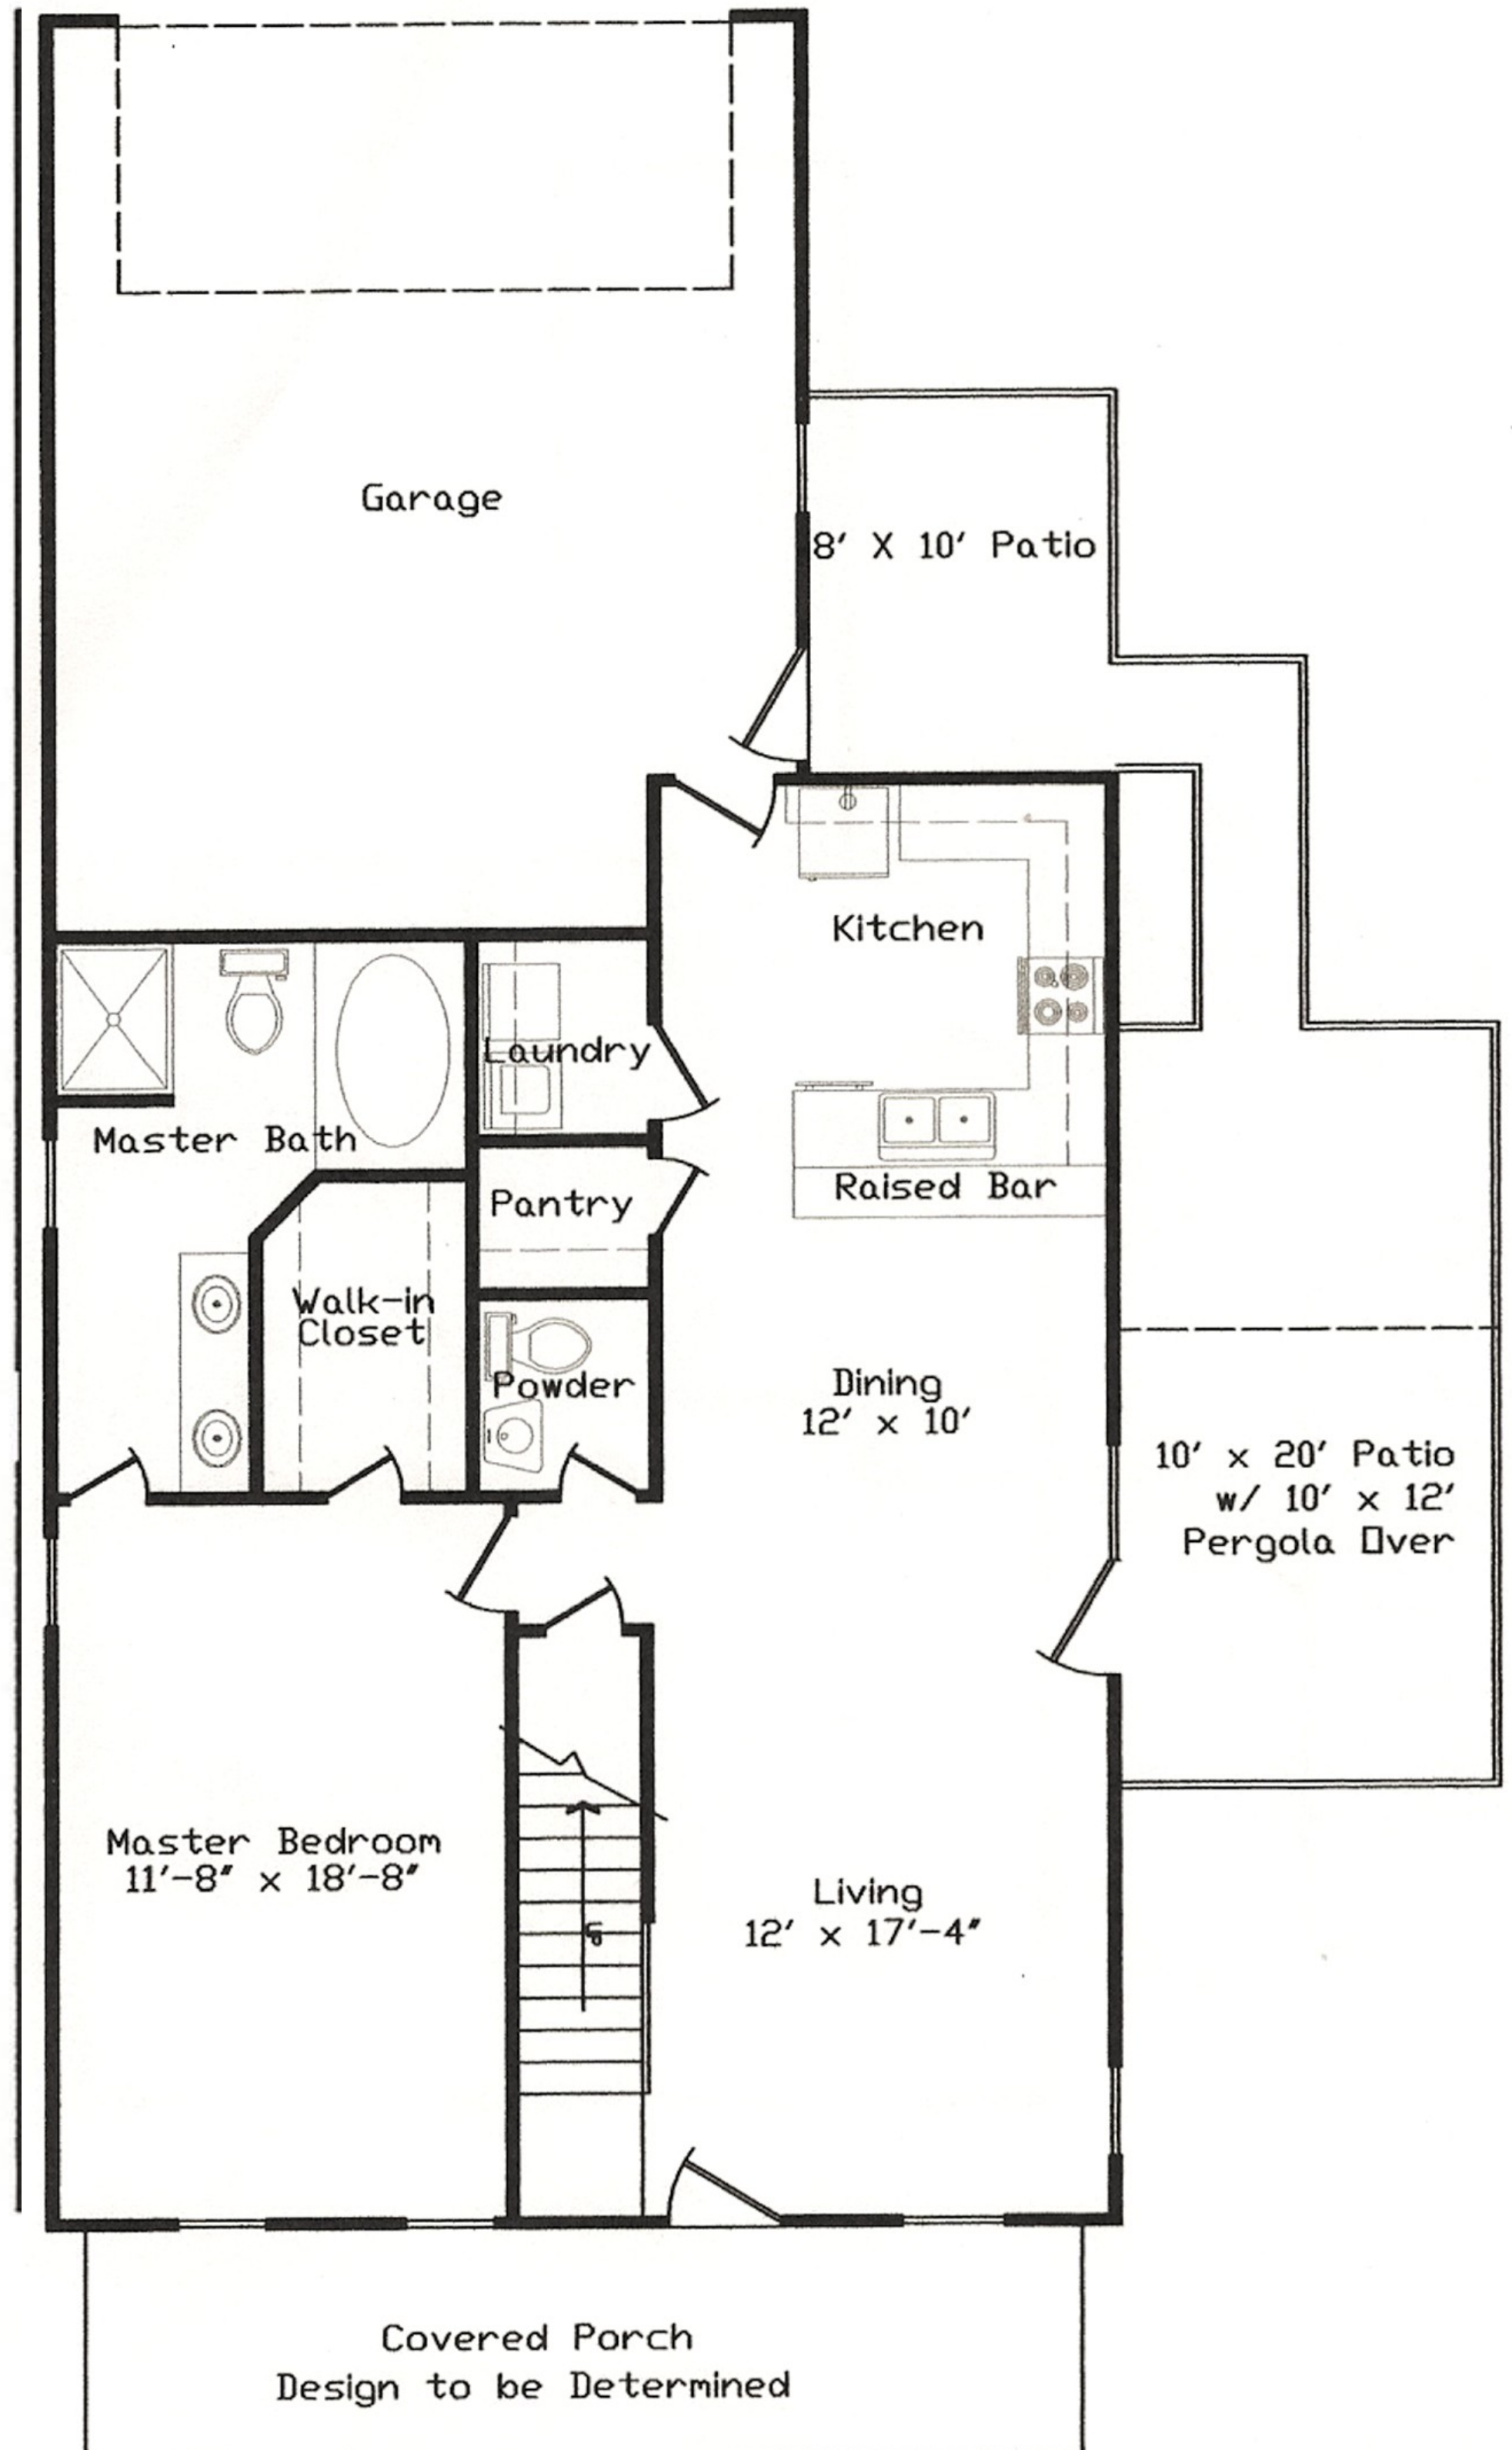 Garage
8' X 10' Patio
Kitchen
Laundry
Master Bath
Raised Bar
Pantry
Walk-in
Closet
Powder
Dining
12' x 10'
10' x 20' Patio
w/ 10' x 12'
Pergola Over
Master Bedroom
11'-8" x 18'-8"
Living
12' x 17'-4"
up
Covered Porch
Design to be Determined